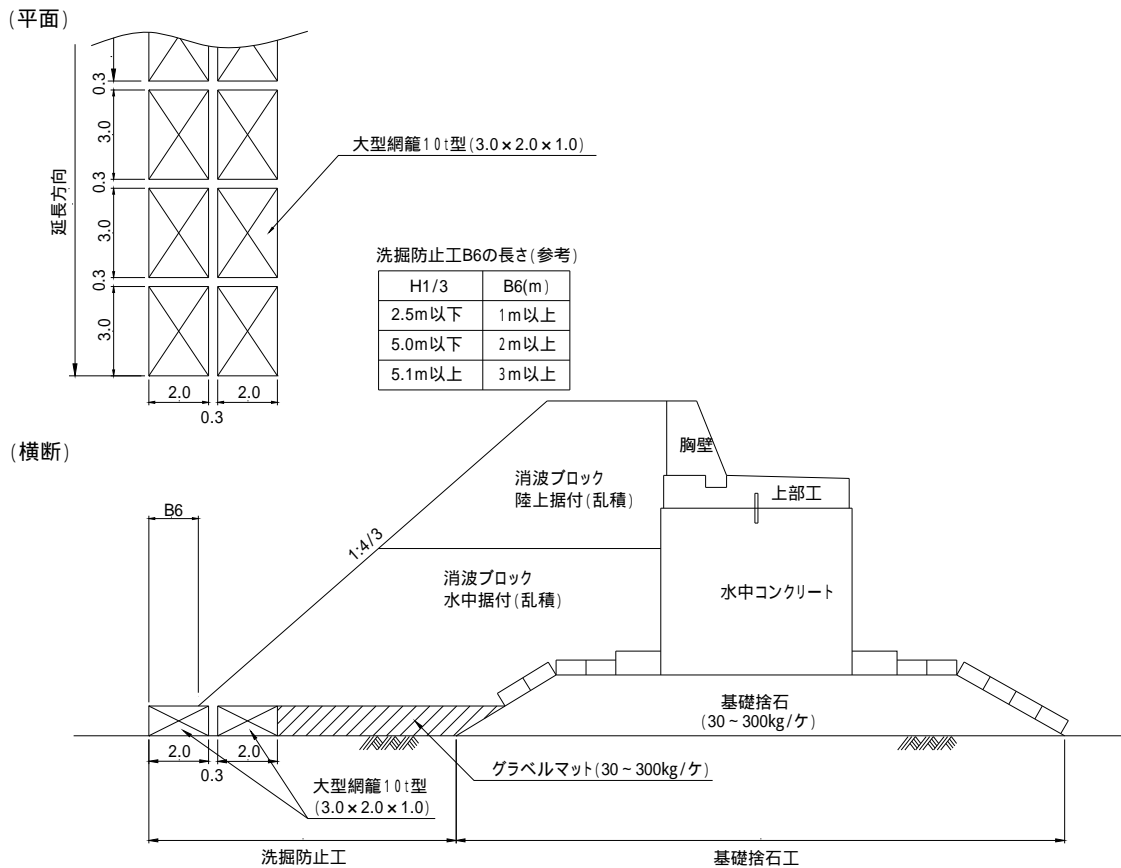 (平面)
0.3
3.0
0.3
3.0
0.3
3.0
延長方向
2.0
2.0
0.3
大型網籠10t型(3.0×2.0×1.0)
洗掘防止工B6の長さ(参考)
H1/3 B6(m)
2.5m以下 1m以上
5.0m以下 2m以上
5.1m以上 3m以上
(横断)
B6
1:4/3
消波ブロック
陸上据付(乱積)
消波ブロック
水中据付(乱積)
胸壁
上部工
水中コンクリート
基礎捨石
(30~300kg/ケ)
2.0
2.0
0.3
大型網籠10t型
(3.0×2.0×1.0)
グラベルマット(30~300kg/ケ)
洗掘防止工
基礎捨石工